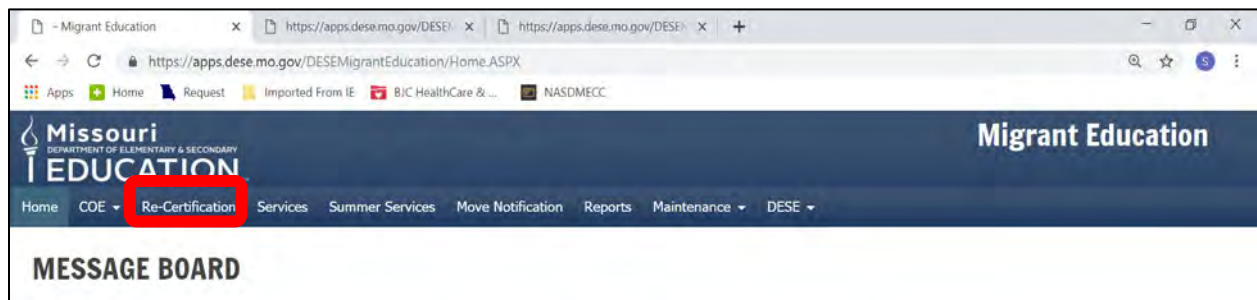 - Migrant Education
https://apps.dese.mo.gov/DESE
https://apps.dese.mo.gov/DESE
https://apps.dese.mo.gov/DESEMigrantEducation/Home.ASPX
S
Apps Home Request Imported From IE BJC HealthCare & ... NASDMECC
Missouri
DEPARTMENT OF ELEMENTARY & SECONDARY
EDUCATION
Migrant Education
Home COE Re-Certification Services Summer Services Move Notification Reports Maintenance DESE
MESSAGE BOARD